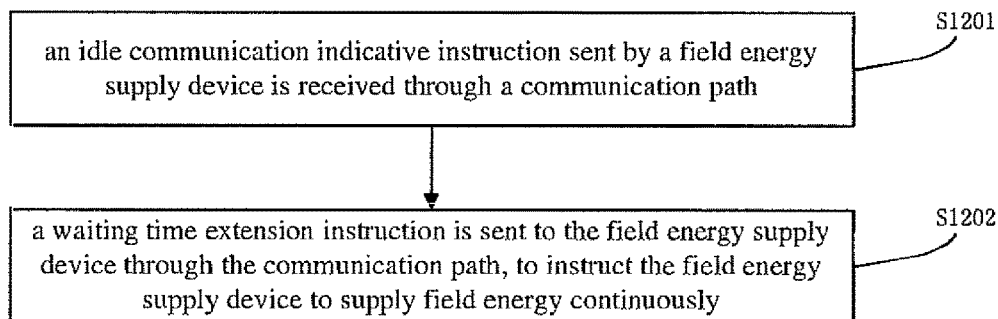 S1201
an idle communication indicative instruction sent by a field energy
supply device is received through a communication path
S1202
a waiting time extension instruction is sent to the field energy supply
device through the communication path, to instruct the field energy
supply device to supply field energy continuously